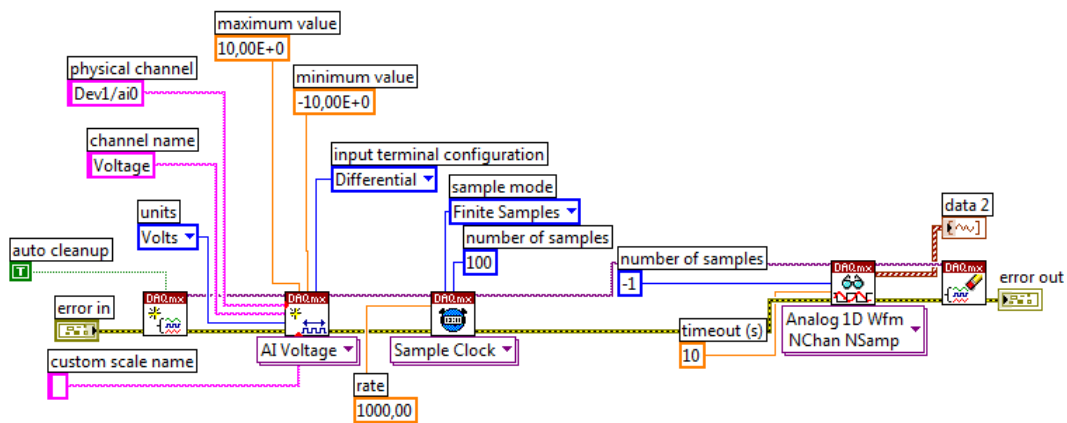 maximum value
10,00E+0
physical channel
Dev1/ai0
minimum value
-10,00E+0
channel name
Voltage
input terminal configuration
Differential
sample mode
Finite Samples
units
Volts
number of samples
100
data 2
auto cleanup
T
number of samples
-1
error in
DAQmx
DAQmx
DAQmx
DAQmx
DAQmx
error out
timeout (s)
10
Analog 1D Wfm
NChan NSamp
AI Voltage
Sample Clock
custom scale name
rate
1000,00